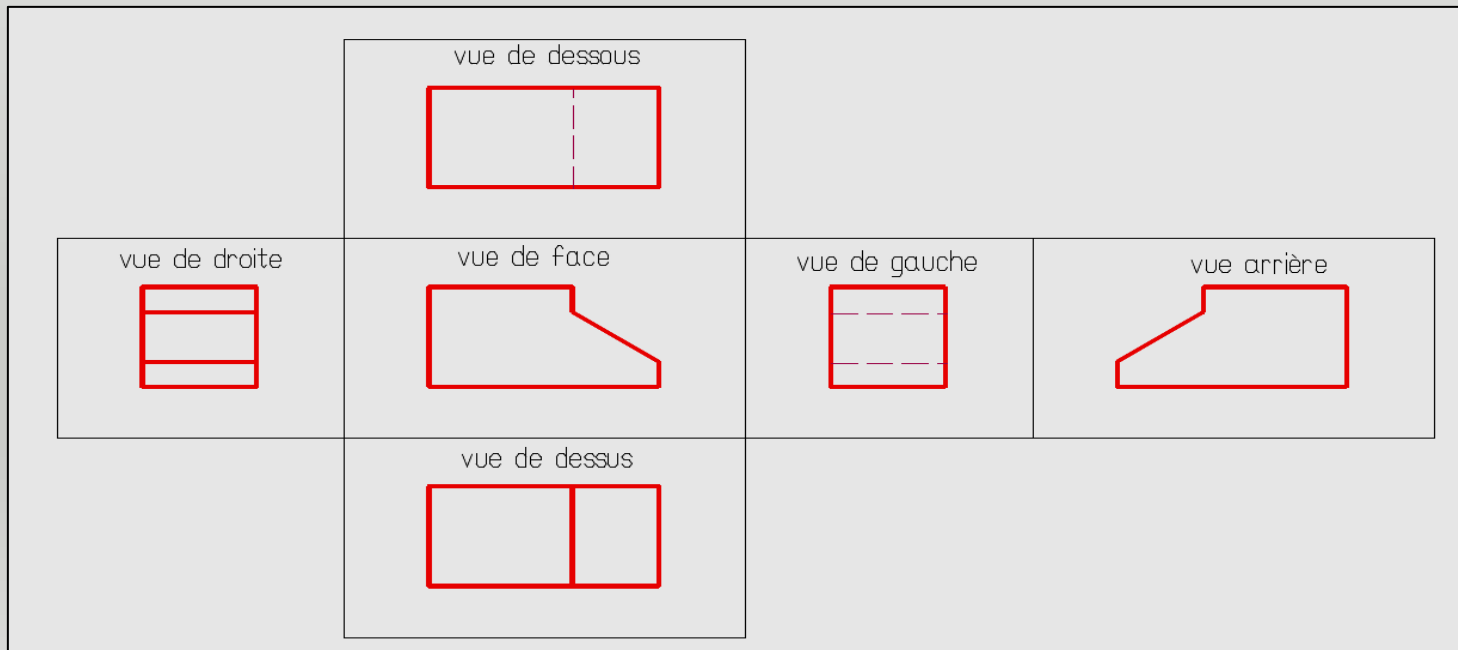 vue de dessous
vue de droite
vue de face
vue de gauche
vue arrière
vue de dessus